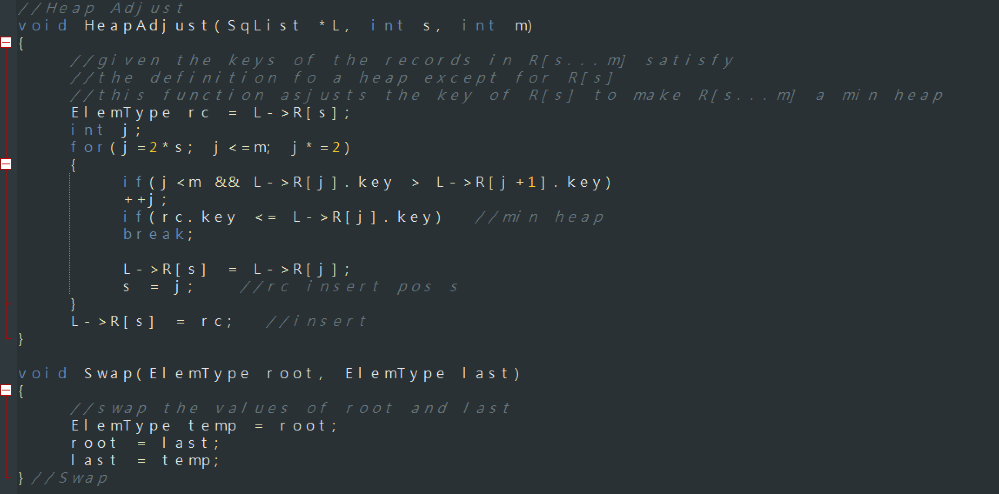 //Heap Adjust
void HeapAdjust(SqList *L, int s, int m)
{
//given the keys of the records in R[s...m] satisfy
//the definition fo a heap except for R[s]
//this function asjusts the key of R[s] to make R[s...m] a min heap
ElemType rc = L->R[s];
int j;
for(j=2*s; j<=m; j*=2)
{
if(j<m && L->R[j].key > L->R[j+1].key)
++j;
if(rc.key <= L->R[j].key) //min heap
break;
L->R[s] = L->R[j];
s = j; //rc insert pos s
}
L->R[s] = rc; //insert
}
void Swap(ElemType root, ElemType last)
{
//swap the values of root and last
ElemType temp = root;
root = last;
last = temp;
} //Swap